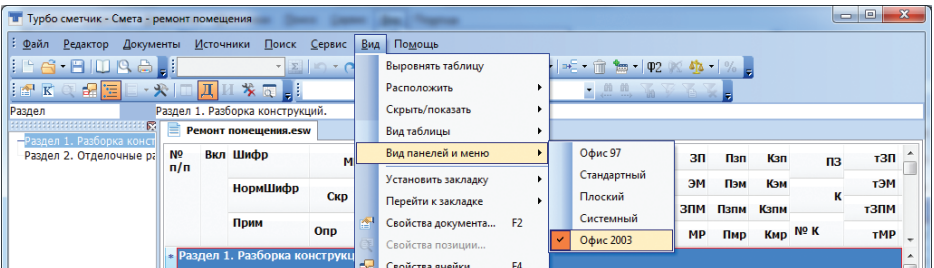 Турбо сметчик - Смета - ремонт помещения
Файл Редактор Документы Источники Поиск Сервис Вид Помощь
Ф2 %
К Д И
Раздел Раздел 1. Разборка конструкций.
Раздел 1. Разборка конст
Раздел 2. Отделочные ра
Ремонт помещения.esw
№ п/п Вкл Шифр М ЗП Пзп Кзп ПЗ тЗП
НормШифр Скр ЭМ Пэм Кэм К тЭМ
ЗПМ Пзпм Кзпм тЗПМ
Прим Опр МР Пмр Кмр № К тМР
Раздел 1. Разборка конструкц
Выровнять таблицу
Расположить
Скрыть/показать
Вид таблицы
Вид панелей и меню
Установить закладку
Перейти к закладке
Свойства документа... F2
Свойства позиции...
Свойства ячейки F4
Офис 97
Стандартный
Плоский
Системный
Офис 2003